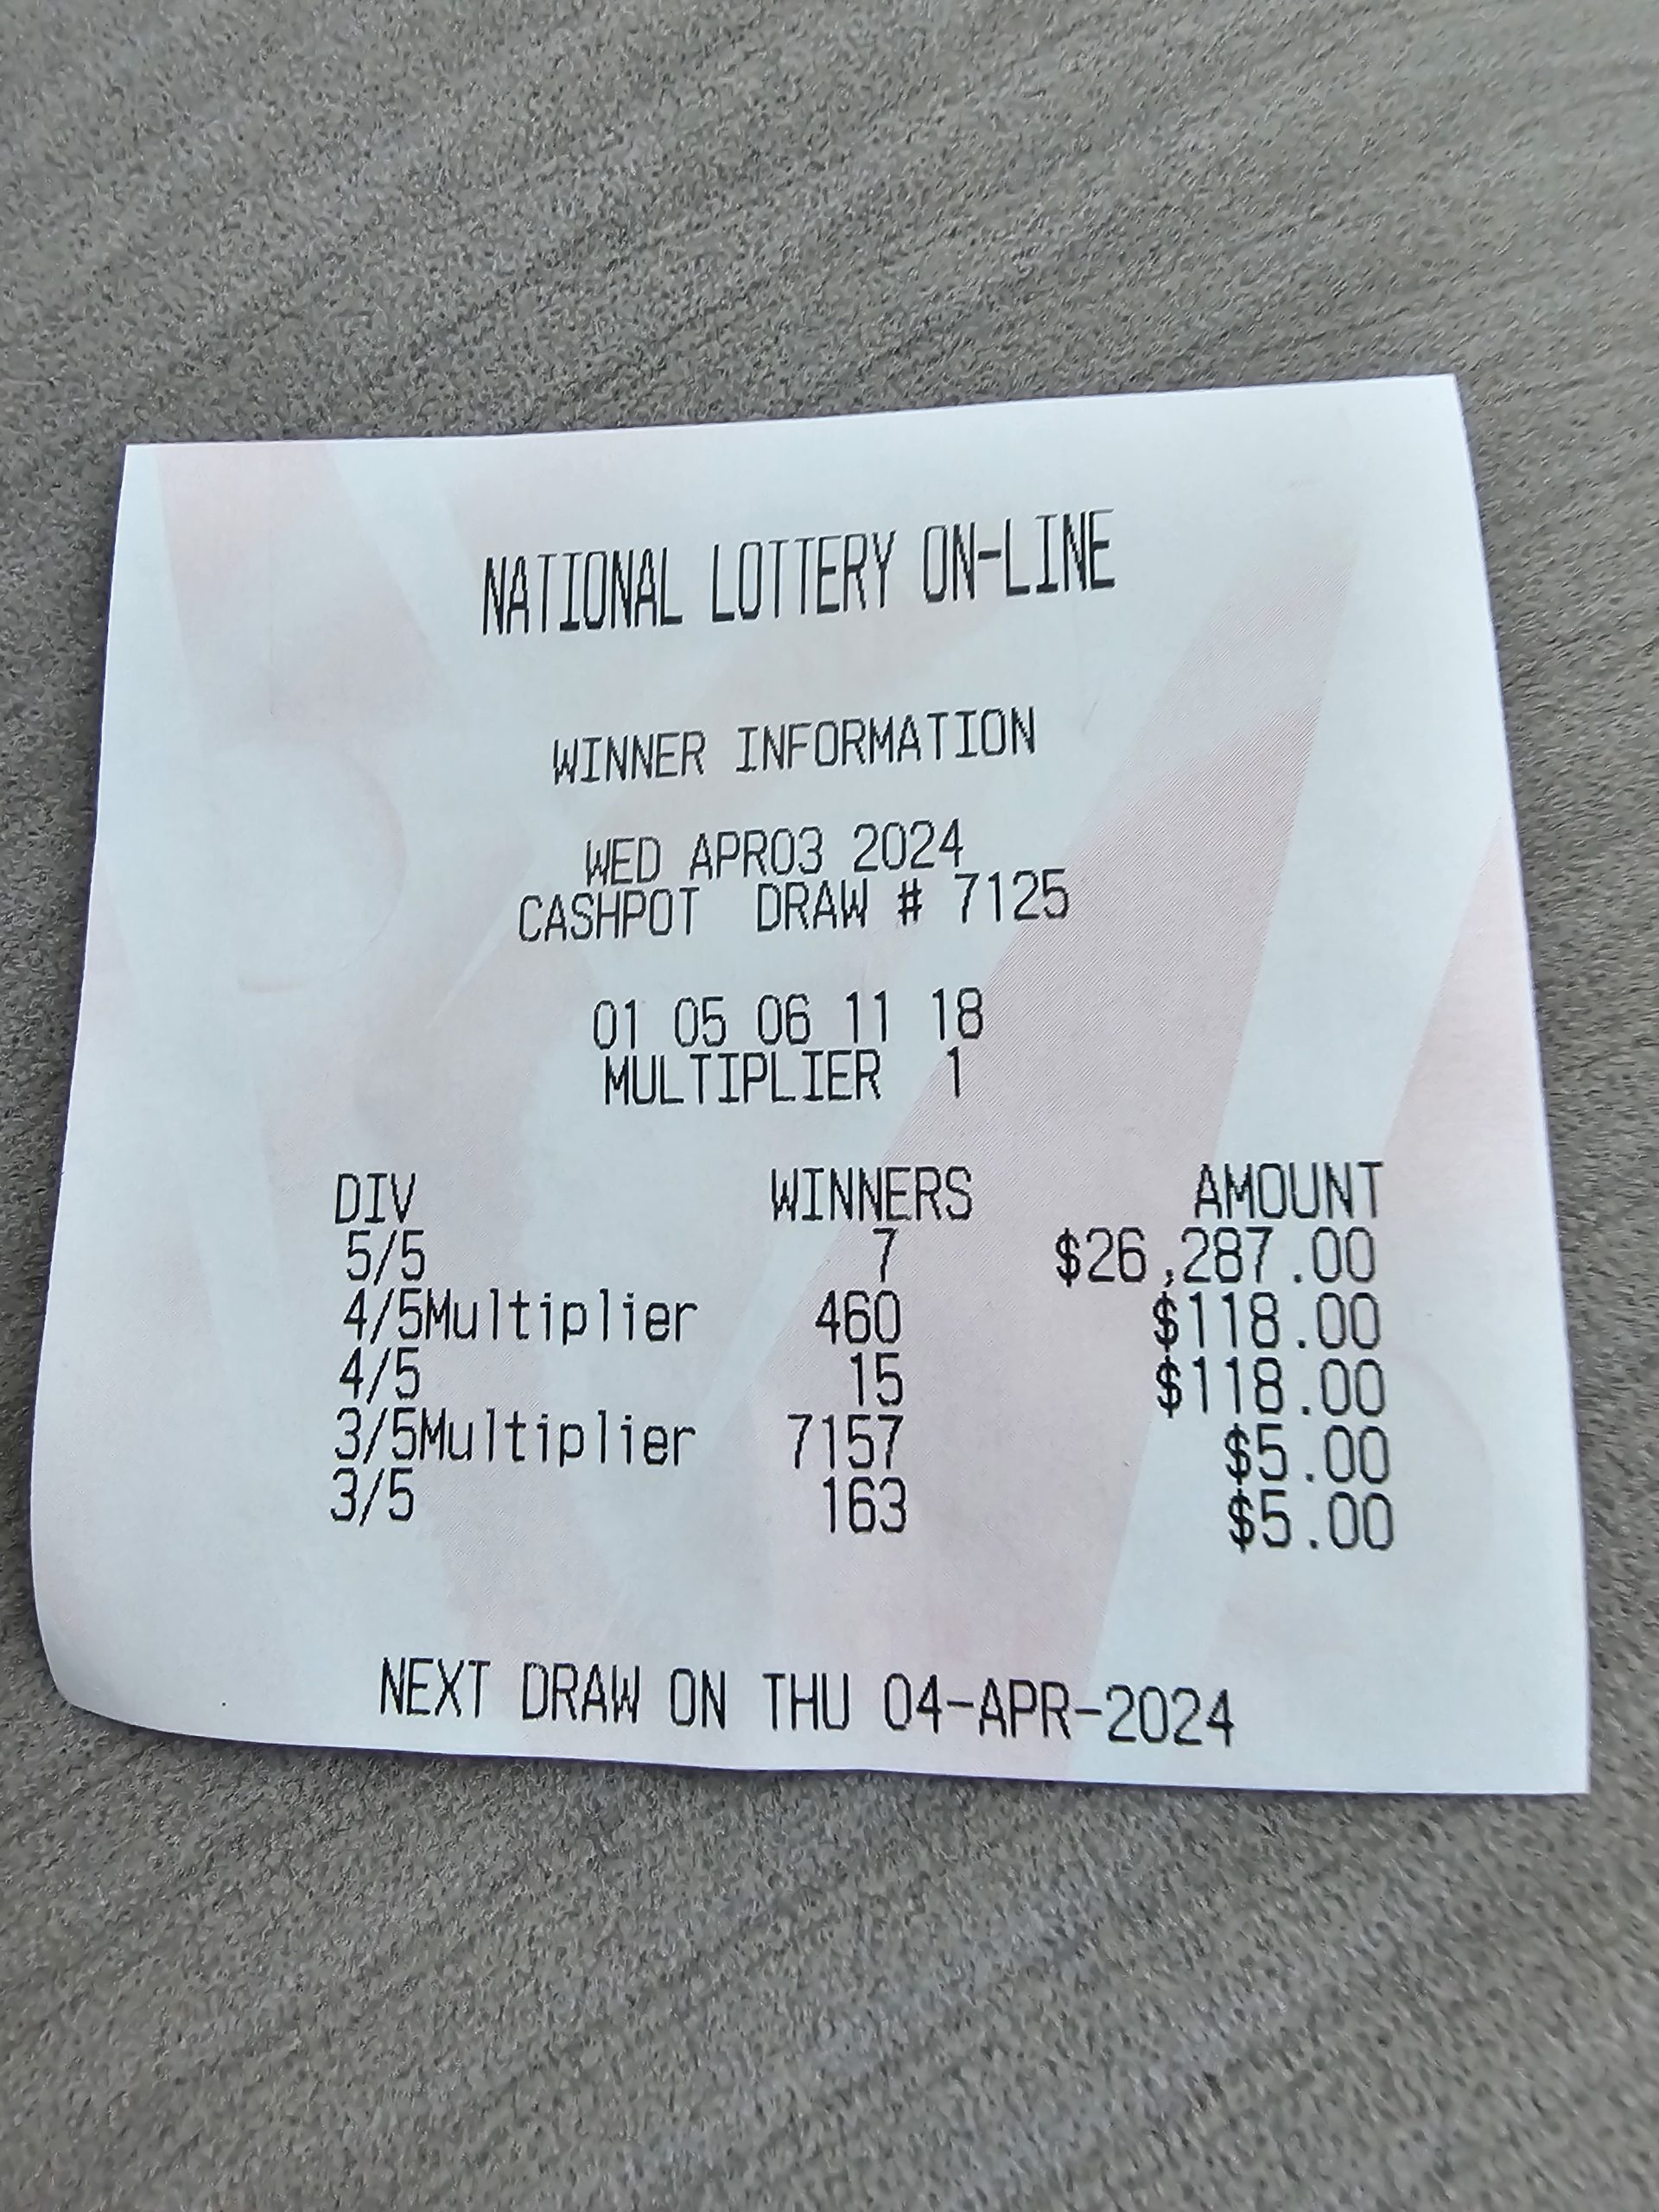 NATIONAL LOTTERY ON-LINE
WINNER INFORMATION
WED APR03 2024
CASHPOT DRAW # 7125
01 05 06 11 18
MULTIPLIER 1
DIV WINNERS AMOUNT
5/5 7 $26,287.00
4/5Multiplier 460 $118.00
4/5 15 $118.00
3/5Multiplier 7157 $5.00
3/5 163 $5.00
NEXT DRAW ON THU 04-APR-2024